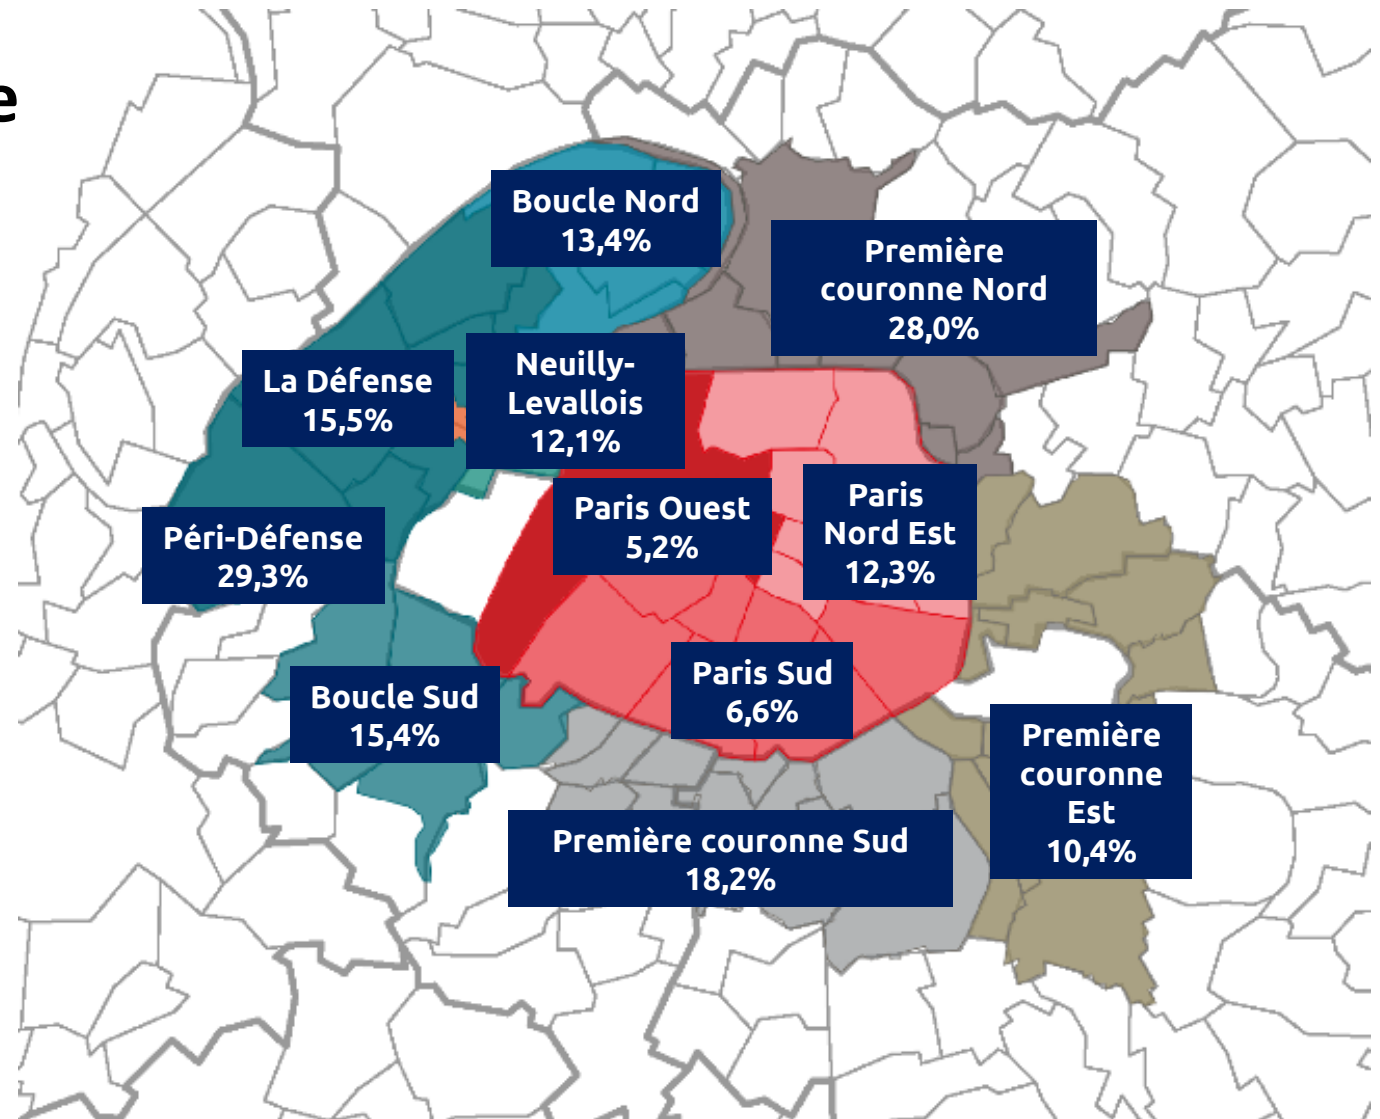 e
Boucle Nord
13,4%
Première
couronne Nord
28,0%
Neuilly-
Levallois
12,1%
La Défense
15,5%
Paris Ouest
5,2%
Paris
Nord Est
12,3%
Péri-Défense
29,3%
Paris Sud
6,6%
Boucle Sud
15,4%
Première
couronne
Est
10,4%
Première couronne Sud
18,2%